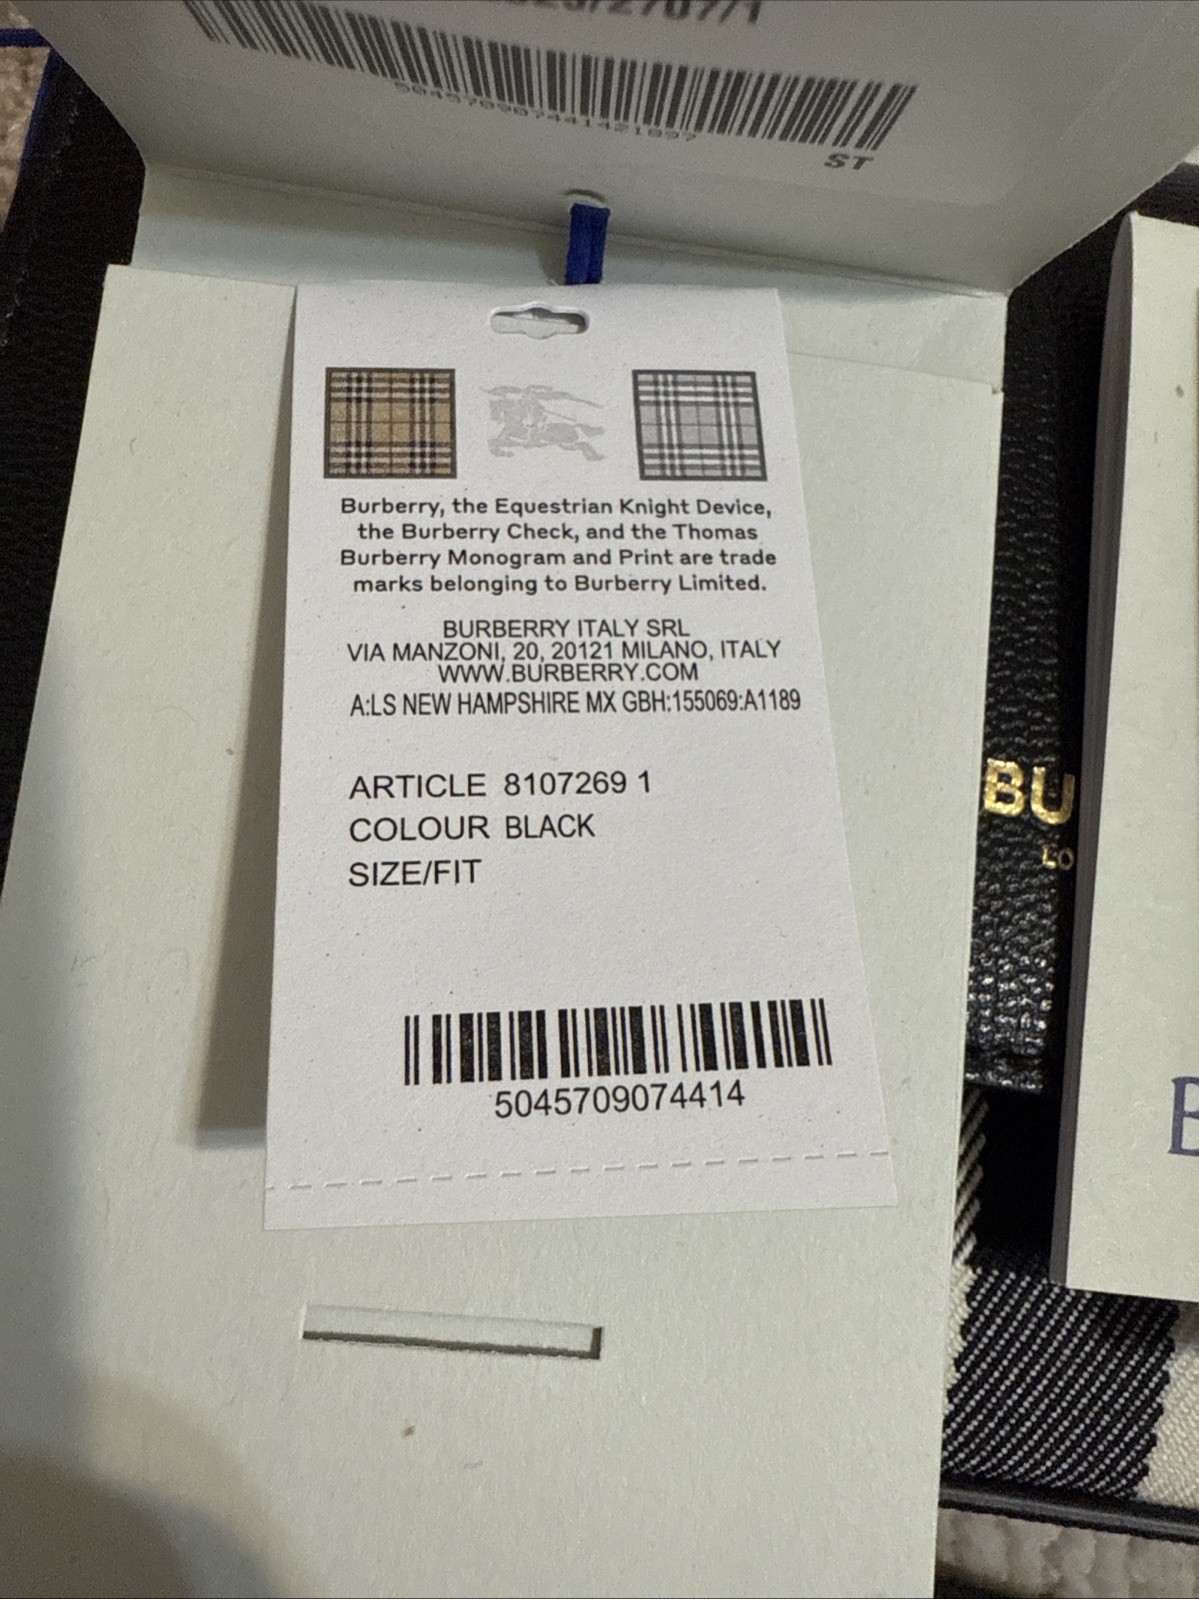 ST
Burberry, the Equestrian Knight Device,
the Burberry Check, and the Thomas
Burberry Monogram and Print are trade
marks belonging to Burberry Limited.
BURBERRY ITALY SRL
VIA MANZONI, 20, 20121 MILANO, ITALY
WWW.BURBERRY.COM
A:LS NEW HAMPSHIRE MX GBH:155069:A1189
ARTICLE 8107269 1
COLOUR BLACK
SIZE/FIT
5045709074414
BU
LO
B